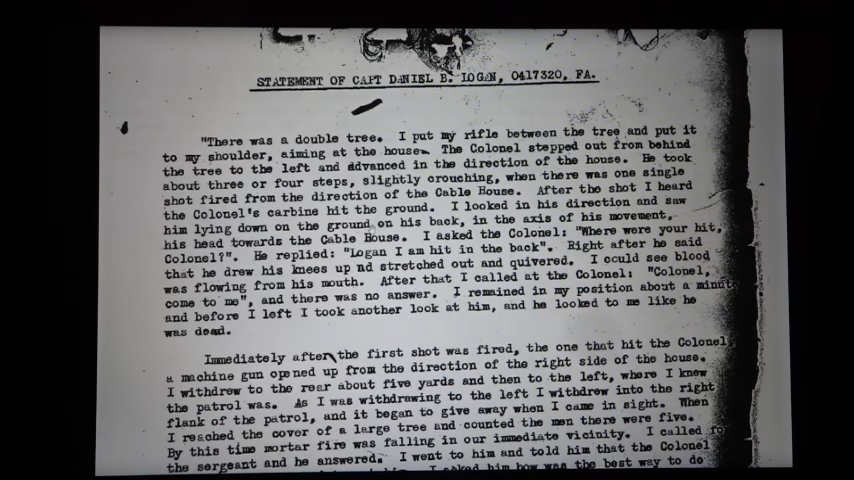 STATEMENT OF CAPT DANIEL B. LOGAN, 0417320, FA.
"There was a double tree. I put my rifle between the tree and put it
to my shoulder, aiming at the house. The Colonel stepped out from behind
the tree to the left and advanced in the direction of the house. He took
about three or four steps, slightly crouching, when there was one single
shot fired from the direction of the Cable House. After the shot I heard
the Colonel's carbine hit the ground. I looked in his direction and saw
him lying down on the ground on his back, in the axis of his movement,
his head towards the Cable House. I asked the Colonel: "Where were your hit,
Colonel?". He replied: "Logan I am hit in the back". Right after he said
that he drew his knees up nd stretched out and quivered. I could see blood
was flowing from his mouth. After that I called at the Colonel: "Colonel,
come to me", and there was no answer. I remained in my position about a minute
and before I left I took another look at him, and he looked to me like he
was dead.
Immediately after the first shot was fired, the one that hit the Colonel
a machine gun opened up from the direction of the right side of the house.
I withdrew to the rear about five yards and then to the left, where I knew
the patrol was. As I was withdrawing to the left I withdrew into the right
flank of the patrol, and it began to give away when I came in sight. When
I reached the cover of a large tree and counted the men there were five.
By this time mortar fire was falling in our immediate vicinity. I called fo
the sergeant and he answered. I went to him and told him that the Colonel
him. I asked him how was the best way to do